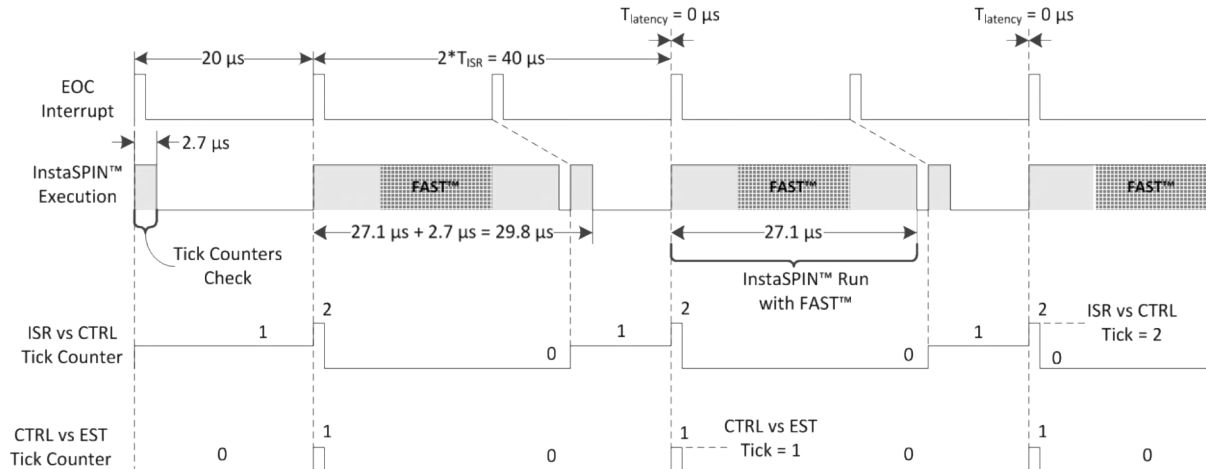 Tlatency = 0 µs
Tlatency = 0 µs
20 µs
2*TISR = 40 µs
EOC
Interrupt
2.7 µs
InstaSPIN™
Execution
FAST™
FAST™
FAST™
27.1 µs + 2.7 µs = 29.8 µs
27.1 µs
Tick Counters
Check
InstaSPIN™ Run
with FAST™
ISR vs CTRL
Tick Counter
1
2
0
1
2
0
1
2
0
ISR vs CTRL
Tick = 2
CTRL vs EST
Tick Counter
0
1
0
1
CTRL vs EST
Tick = 1
0
1
0